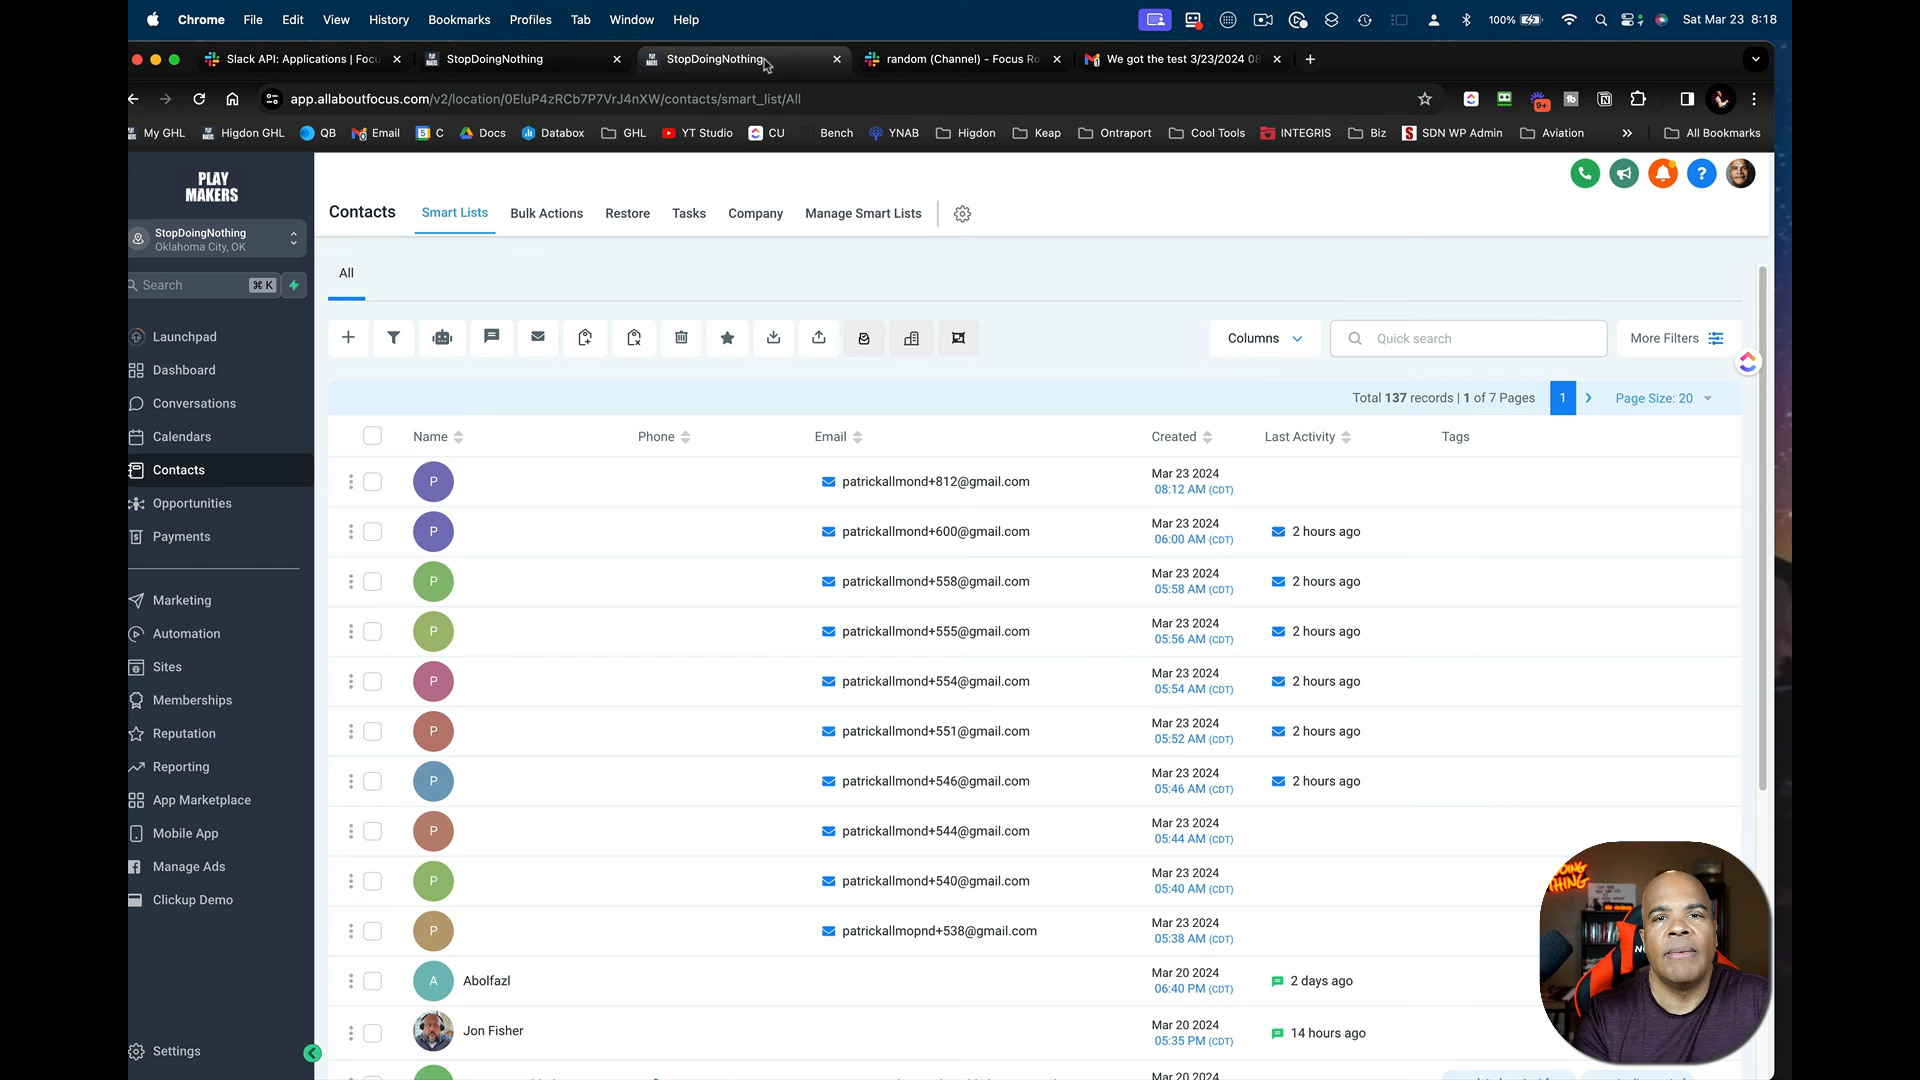 Chrome File Edit View History Bookmarks Profiles Tab Window Help 100% Sat Mar 23 8:18
Slack API: Applications | Focu StopDoingNothing StopDoingNothing random (Channel) - Focus Ro We got the test 3/23/2024 08
app.allaboutfocus.com/v2/location/0EluP4zRCb7P7VrJ4nXW/contacts/smart_list/All 9+
My GHL Higdon GHL QB Email 5 C Docs Databox GHL YT Studio CU Bench YNAB Higdon Keap Ontraport Cool Tools INTEGRIS Biz SDN WP Admin Aviation » All Bookmarks
PLAY
MAKERS
StopDoingNothing
Oklahoma City, OK
Search ⌘ K
Launchpad
Dashboard
Conversations
Calendars
Contacts
Opportunities
Payments
Marketing
Automation
Sites
Memberships
Reputation
Reporting
App Marketplace
Mobile App
Manage Ads
Clickup Demo
Settings
Contacts Smart Lists Bulk Actions Restore Tasks Company Manage Smart Lists
All
Columns Quick search More Filters
Total 137 records | 1 of 7 Pages 1 Page Size: 20
Name Phone Email Created Last Activity Tags
P patrickallmond+812@gmail.com Mar 23 2024
08:12 AM (CDT)
P patrickallmond+600@gmail.com Mar 23 2024 2 hours ago
06:00 AM (CDT)
P patrickallmond+558@gmail.com Mar 23 2024 2 hours ago
05:58 AM (CDT)
P patrickallmond+555@gmail.com Mar 23 2024 2 hours ago
05:56 AM (CDT)
P patrickallmond+554@gmail.com Mar 23 2024 2 hours ago
05:54 AM (CDT)
P patrickallmond+551@gmail.com Mar 23 2024 2 hours ago
05:52 AM (CDT)
P patrickallmond+546@gmail.com Mar 23 2024 2 hours ago
05:46 AM (CDT)
P patrickallmond+544@gmail.com Mar 23 2024
05:44 AM (CDT)
P patrickallmond+540@gmail.com Mar 23 2024
05:40 AM (CDT)
P patrickallmopnd+538@gmail.com Mar 23 2024
05:38 AM (CDT)
A Abolfazl Mar 20 2024 2 days ago
06:40 PM (CDT)
Jon Fisher Mar 20 2024 14 hours ago
05:35 PM (CDT)
Mar 20 2024